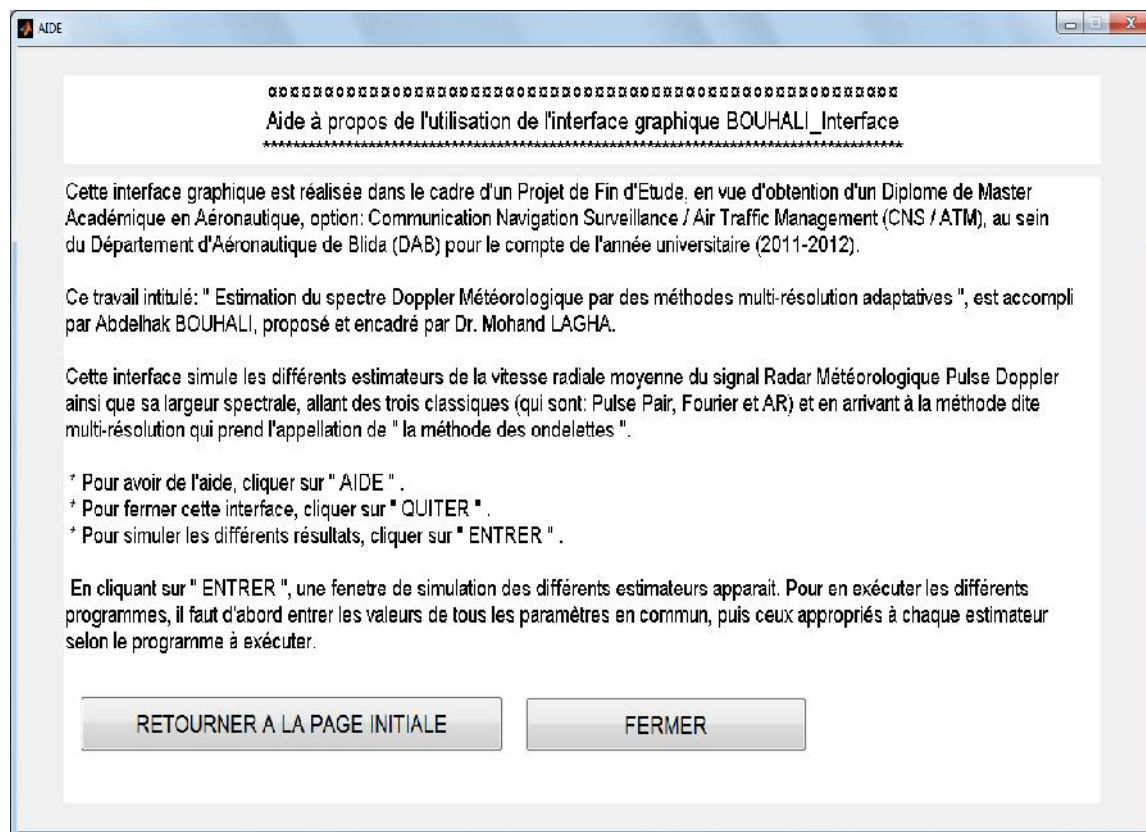 AIDE
¤¤¤¤¤¤¤¤¤¤¤¤¤¤¤¤¤¤¤¤¤¤¤¤¤¤¤¤¤¤¤¤¤¤¤¤¤¤¤¤¤¤¤¤¤¤¤¤¤¤¤¤¤¤¤¤
Aide à propos de l'utilisation de l'interface graphique BOUHALI_Interface
**************************************************************************************
Cette interface graphique est réalisée dans le cadre d'un Projet de Fin d'Etude, en vue d'obtention d'un Diplome de Master
Académique en Aéronautique, option: Communication Navigation Surveillance / Air Traffic Management (CNS / ATM), au sein
du Département d'Aéronautique de Blida (DAB) pour le compte de l'année universitaire (2011-2012).
Ce travail intitulé: " Estimation du spectre Doppler Météorologique par des méthodes multi-résolution adaptatives ", est accompli
par Abdelhak BOUHALI, proposé et encadré par Dr. Mohand LAGHA.
Cette interface simule les différents estimateurs de la vitesse radiale moyenne du signal Radar Météorologique Pulse Doppler
ainsi que sa largeur spectrale, allant des trois classiques (qui sont: Pulse Pair, Fourier et AR) et en arrivant à la méthode dite
multi-résolution qui prend l'appellation de " la méthode des ondelettes ".
* Pour avoir de l'aide, cliquer sur " AIDE " .
* Pour fermer cette interface, cliquer sur " QUITER " .
* Pour simuler les différents résultats, cliquer sur " ENTRER " .
En cliquant sur " ENTRER ", une fenetre de simulation des différents estimateurs apparait. Pour en exécuter les différents
programmes, il faut d'abord entrer les valeurs de tous les paramètres en commun, puis ceux appropriés à chaque estimateur
selon le programme à exécuter.
RETOURNER A LA PAGE INITIALE
FERMER